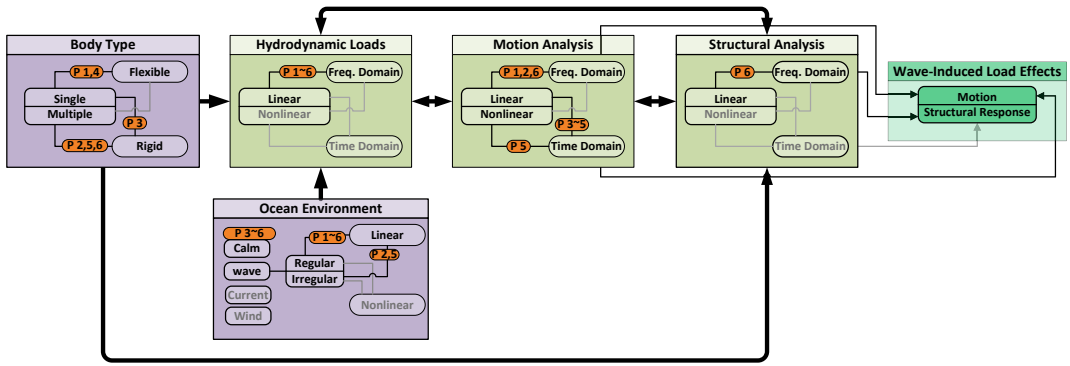 Body Type
P 1,4
Flexible
Single
Multiple
P 3
P 2,5,6
Rigid
Hydrodynamic Loads
P 1~6
Freq. Domain
Linear
Nonlinear
Time Domain
Motion Analysis
P 1,2,6
Freq. Domain
Linear
Nonlinear
P 3~5
P 5
Time Domain
Structural Analysis
P 6
Freq. Domain
Linear
Nonlinear
Time Domain
Wave-Induced Load Effects
Motion
Structural Response
Ocean Environment
P 3~6
Calm
wave
Current
Wind
P 1~6
Linear
P 2,5
Regular
Irregular
Nonlinear